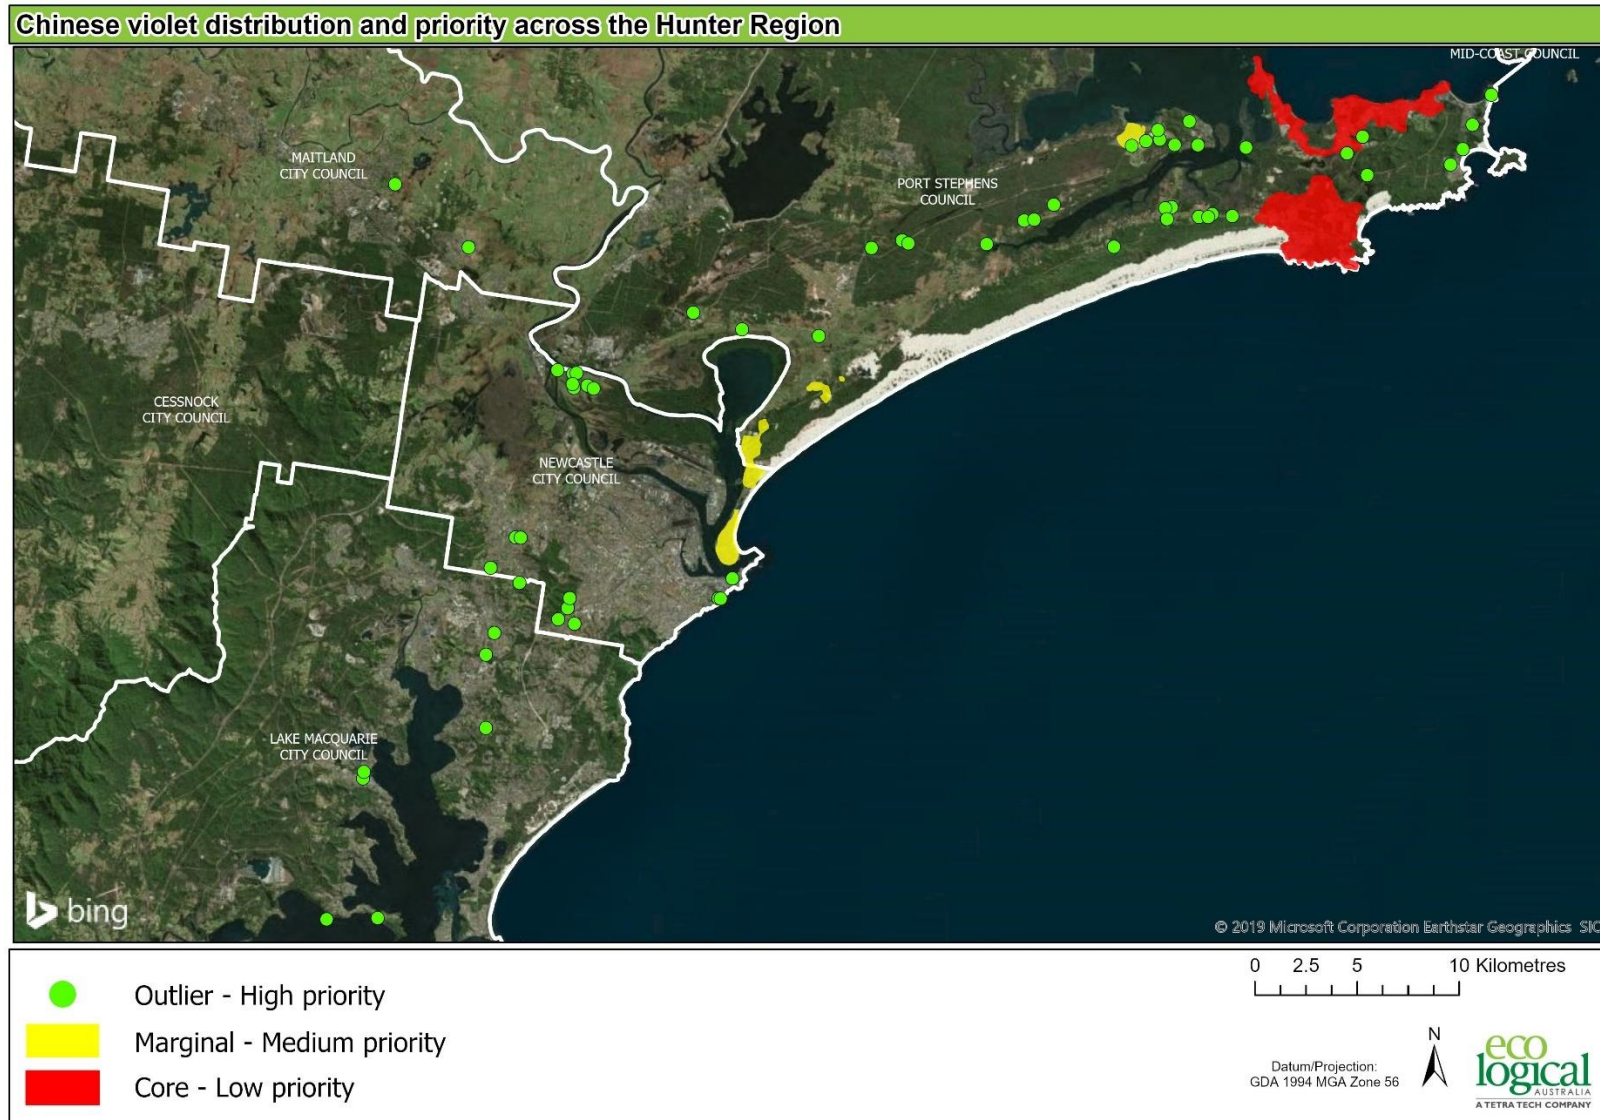 Chinese violet distribution and priority across the Hunter Region
MID-COAST COUNCIL
MAITLAND
CITY COUNCIL
PORT STEPHENS
COUNCIL
CESSNOCK
CITY COUNCIL
NEWCASTLE
CITY COUNCIL
LAKE MACQUARIE
CITY COUNCIL
bing
© 2019 Microsoft Corporation Earthstar Geographics SIO
0 2.5 5 10 Kilometres
Outlier - High priority
Marginal - Medium priority
Core - Low priority
Datum/Projection:
GDA 1994 MGA Zone 56
N
eco
logical
AUSTRALIA
A TETRA TECH COMPANY